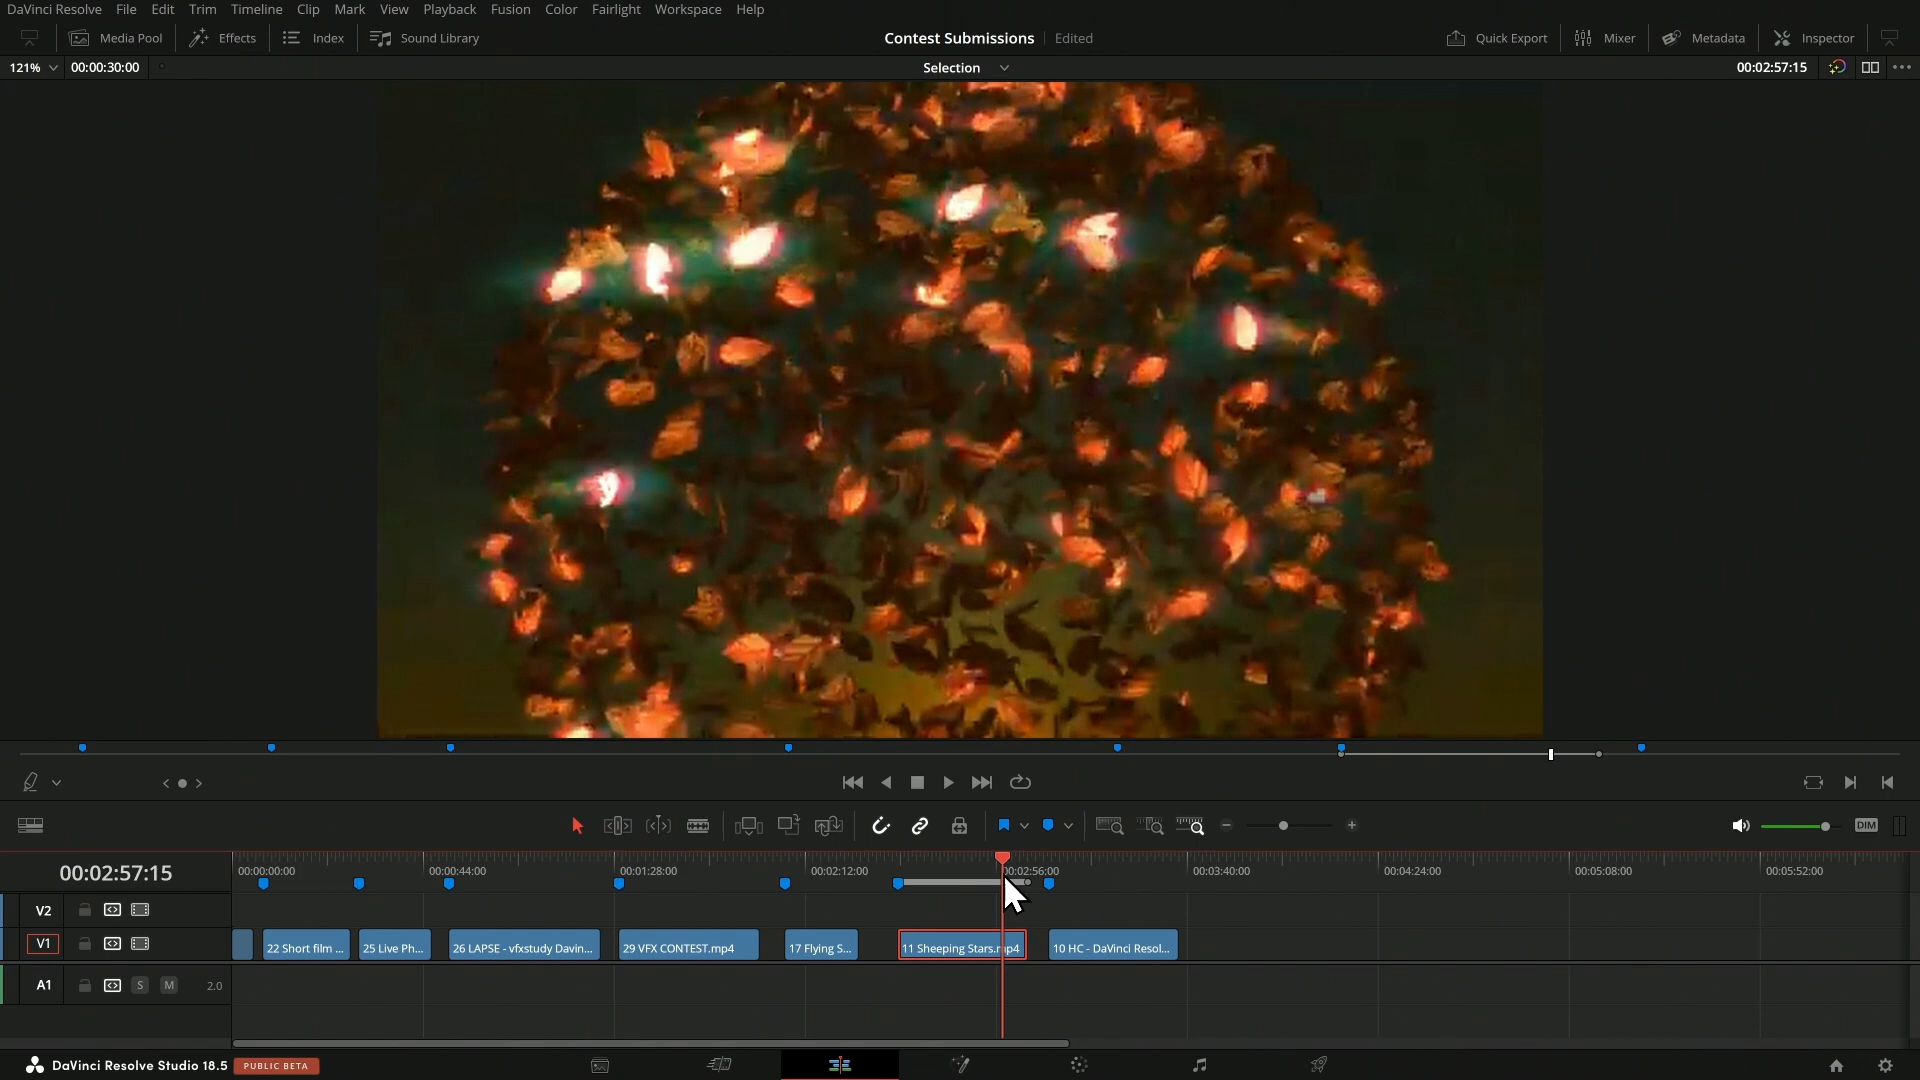 DaVinci Resolve File Edit Trim Timeline Clip Mark View Playback Fusion Color Fairlight Workspace Help
Media Pool Effects Index Sound Library Contest Submissions Edited Quick Export Mixer Metadata Inspector
121% 00:00:30:00 Selection 00:02:57:15
DIM
00:02:57:15 00:00:00:00 00:00:44:00 00:01:28:00 00:02:12:00 00:02:56:00 00:03:40:00 00:04:24:00 00:05:08:00 00:05:52:00
V2
V1 22 Short film ... 25 Live Ph... 26 LAPSE - vfxstudy Davin... 29 VFX CONTEST.mp4 17 Flying S... 11 Sheeping Stars.mp4 10 HC - DaVinci Resol...
A1 S M 2.0
DaVinci Resolve Studio 18.5 PUBLIC BETA